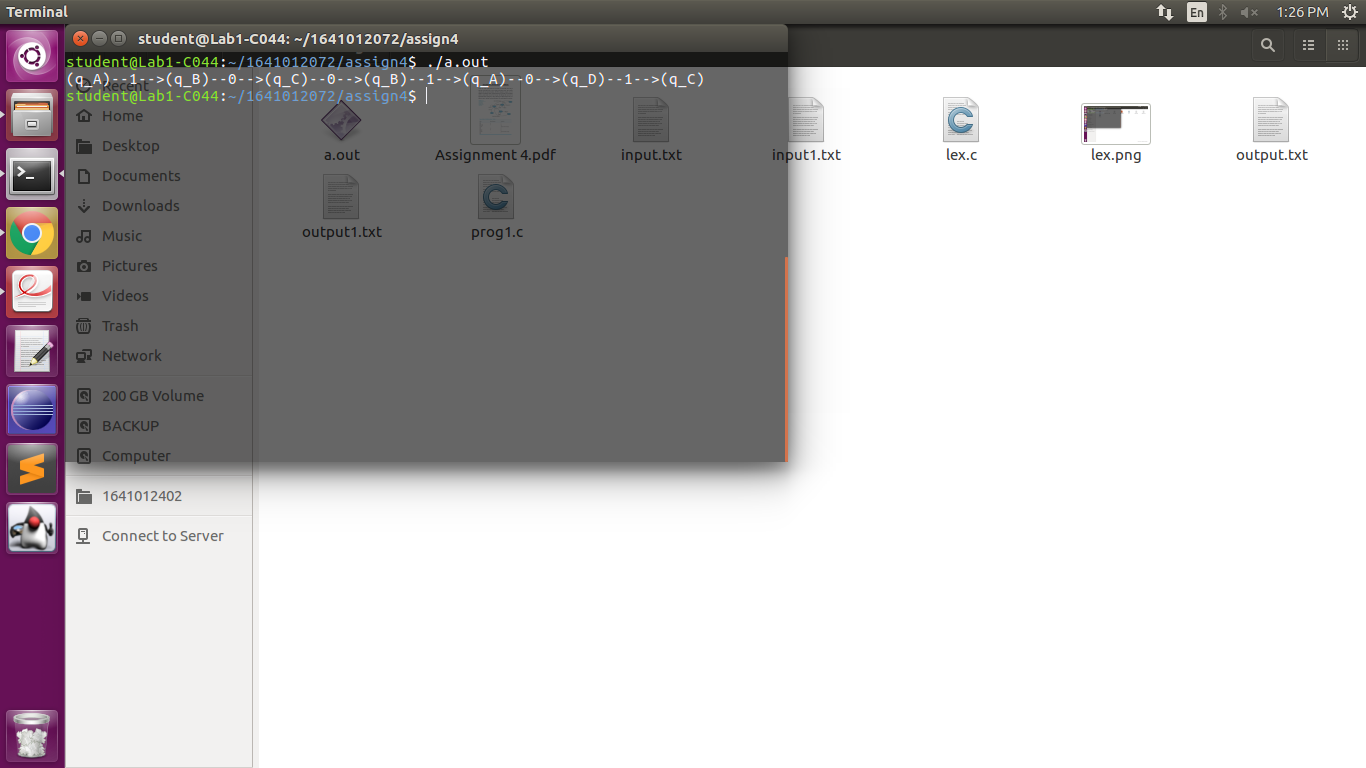 Terminal
En
1:26 PM
student@Lab1-C044: ~/1641012072/assign4
student@Lab1-C044:~/1641012072/assign4$ ./a.out
(q_A)--1-->(q_B)--0-->(q_C)--0-->(q_B)--1-->(q_A)--0-->(q_D)--1-->(q_C)
student@Lab1-C044:~/1641012072/assign4$
Recent
Home
Desktop
Documents
Downloads
Music
Pictures
Videos
Trash
Network
200 GB Volume
BACKUP
Computer
1641012402
Connect to Server
a.out
Assignment 4.pdf
input.txt
input1.txt
lex.c
lex.png
output.txt
output1.txt
prog1.c